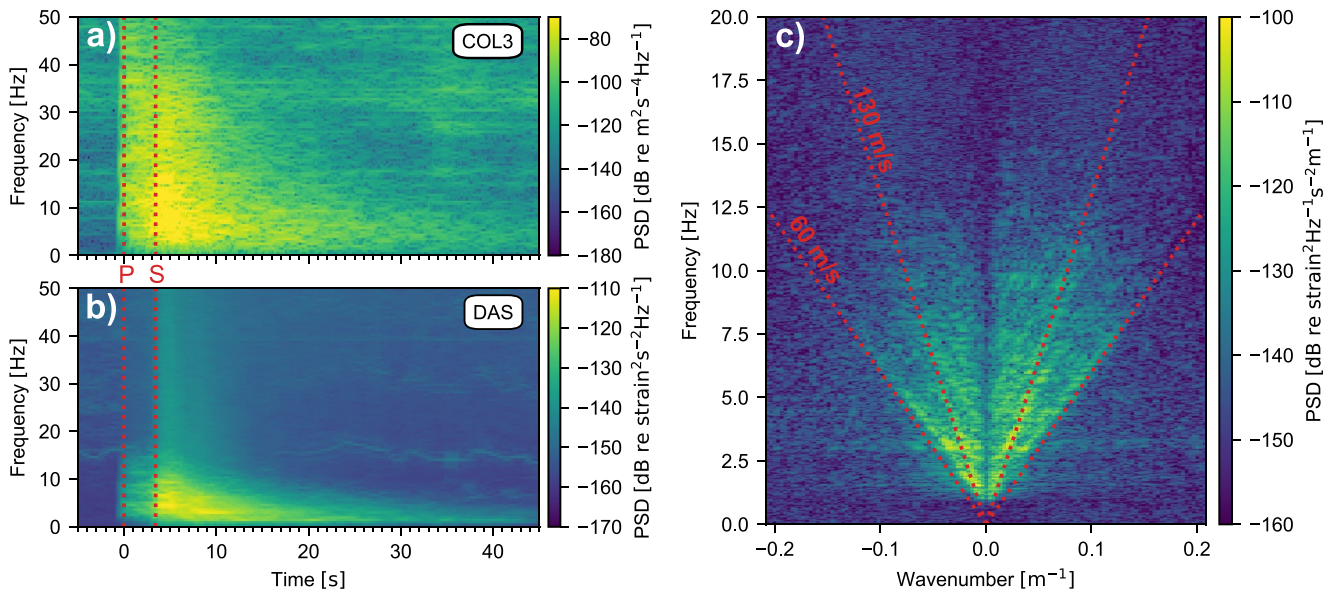 a)
COL3
50
40
30
20
10
0
Frequency [Hz]
−80
−100
−120
−140
−160
−180
PSD [dB re m²s⁻⁴Hz⁻¹]
P S
b)
DAS
50
40
30
20
10
0
Frequency [Hz]
0 10 20 30 40
Time [s]
−110
−120
−130
−140
−150
−160
−170
PSD [dB re strain²s⁻²Hz⁻¹]
c)
130 m/s
60 m/s
20.0
17.5
15.0
12.5
10.0
7.5
5.0
2.5
0.0
Frequency [Hz]
−0.2 −0.1 0.0 0.1 0.2
Wavenumber [m⁻¹]
−100
−110
−120
−130
−140
−150
−160
PSD [dB re strain²Hz⁻¹s⁻²m⁻¹]